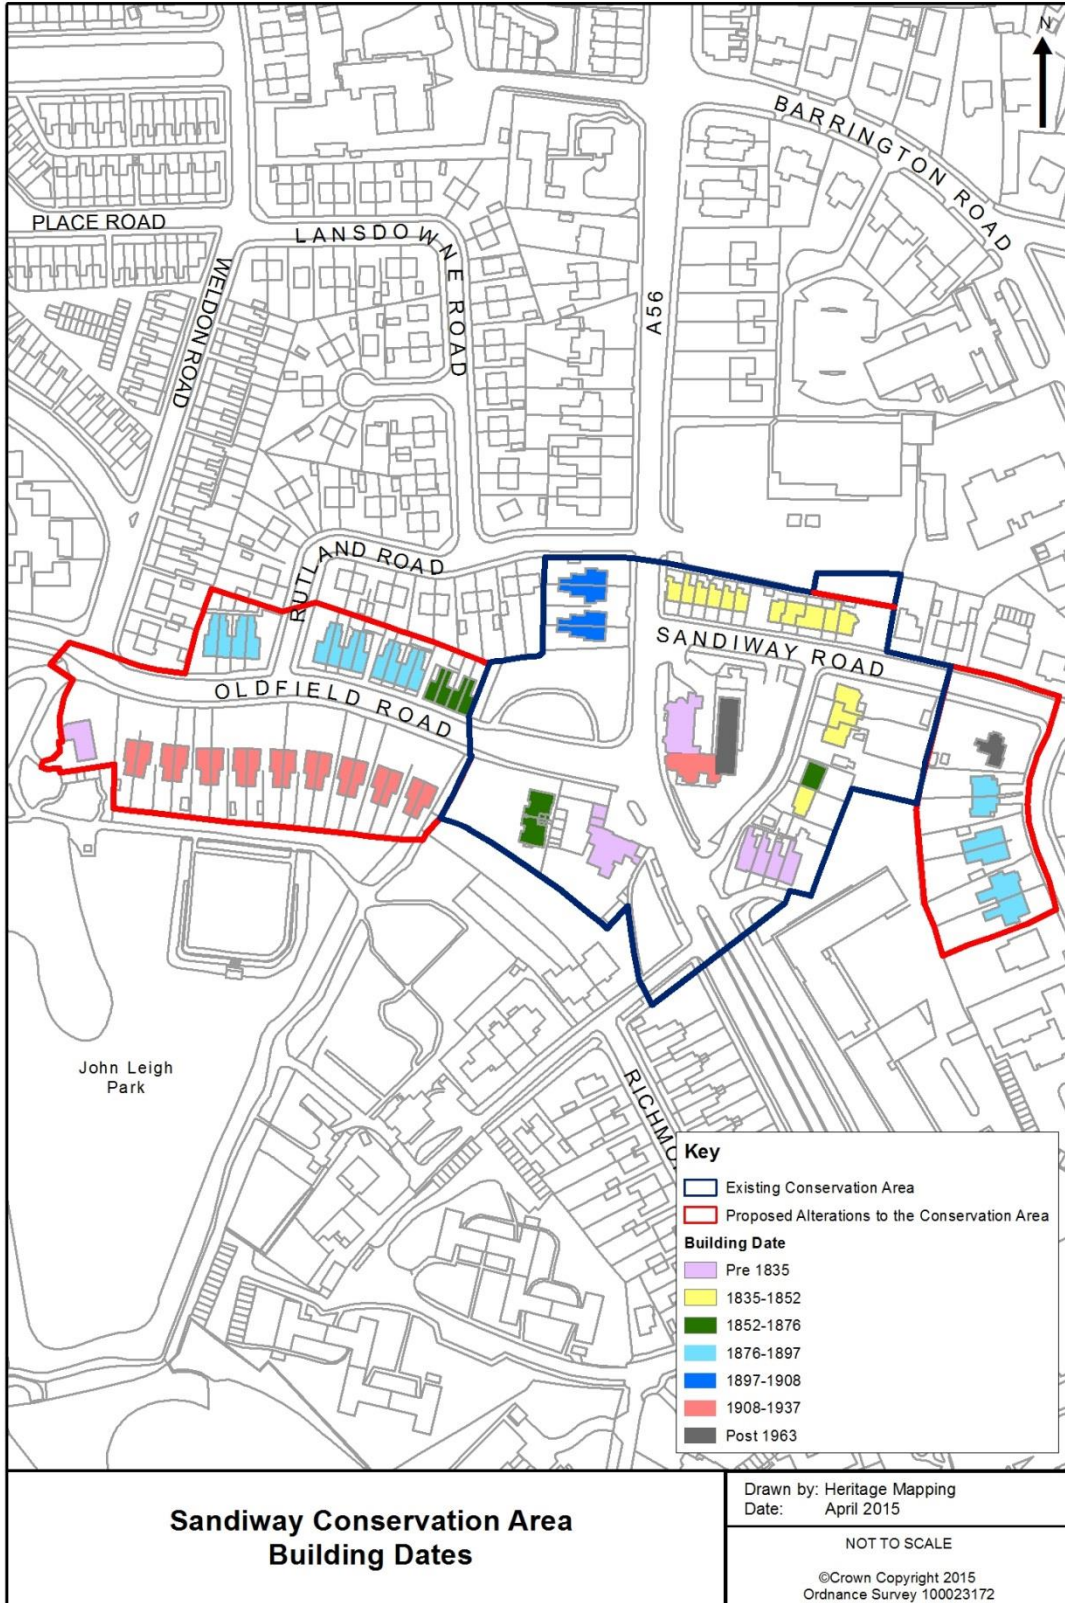 N
BARRINGTON ROAD
PLACE ROAD
LANSDOWNE ROAD
WELDON ROAD
A56
RUTLAND ROAD
SANDIWAY ROAD
OLDFIELD ROAD
John Leigh
Park
RICHMO
Key
Existing Conservation Area
Proposed Alterations to the Conservation Area
Building Date
Pre 1835
1835-1852
1852-1876
1876-1897
1897-1908
1908-1937
Post 1963
Sandiway Conservation Area
Building Dates
Drawn by: Heritage Mapping
Date: April 2015
NOT TO SCALE
©Crown Copyright 2015
Ordnance Survey 100023172